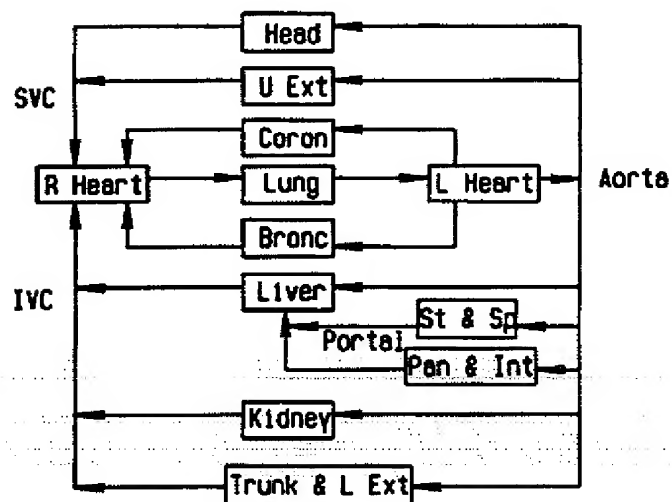 Head
U Ext
SVC
Coron
R Heart
Lung
L Heart
Aorta
Bronc
IVC
Liver
St & Sp
Portal
Pan & Int
Kidney
Trunk & L Ext